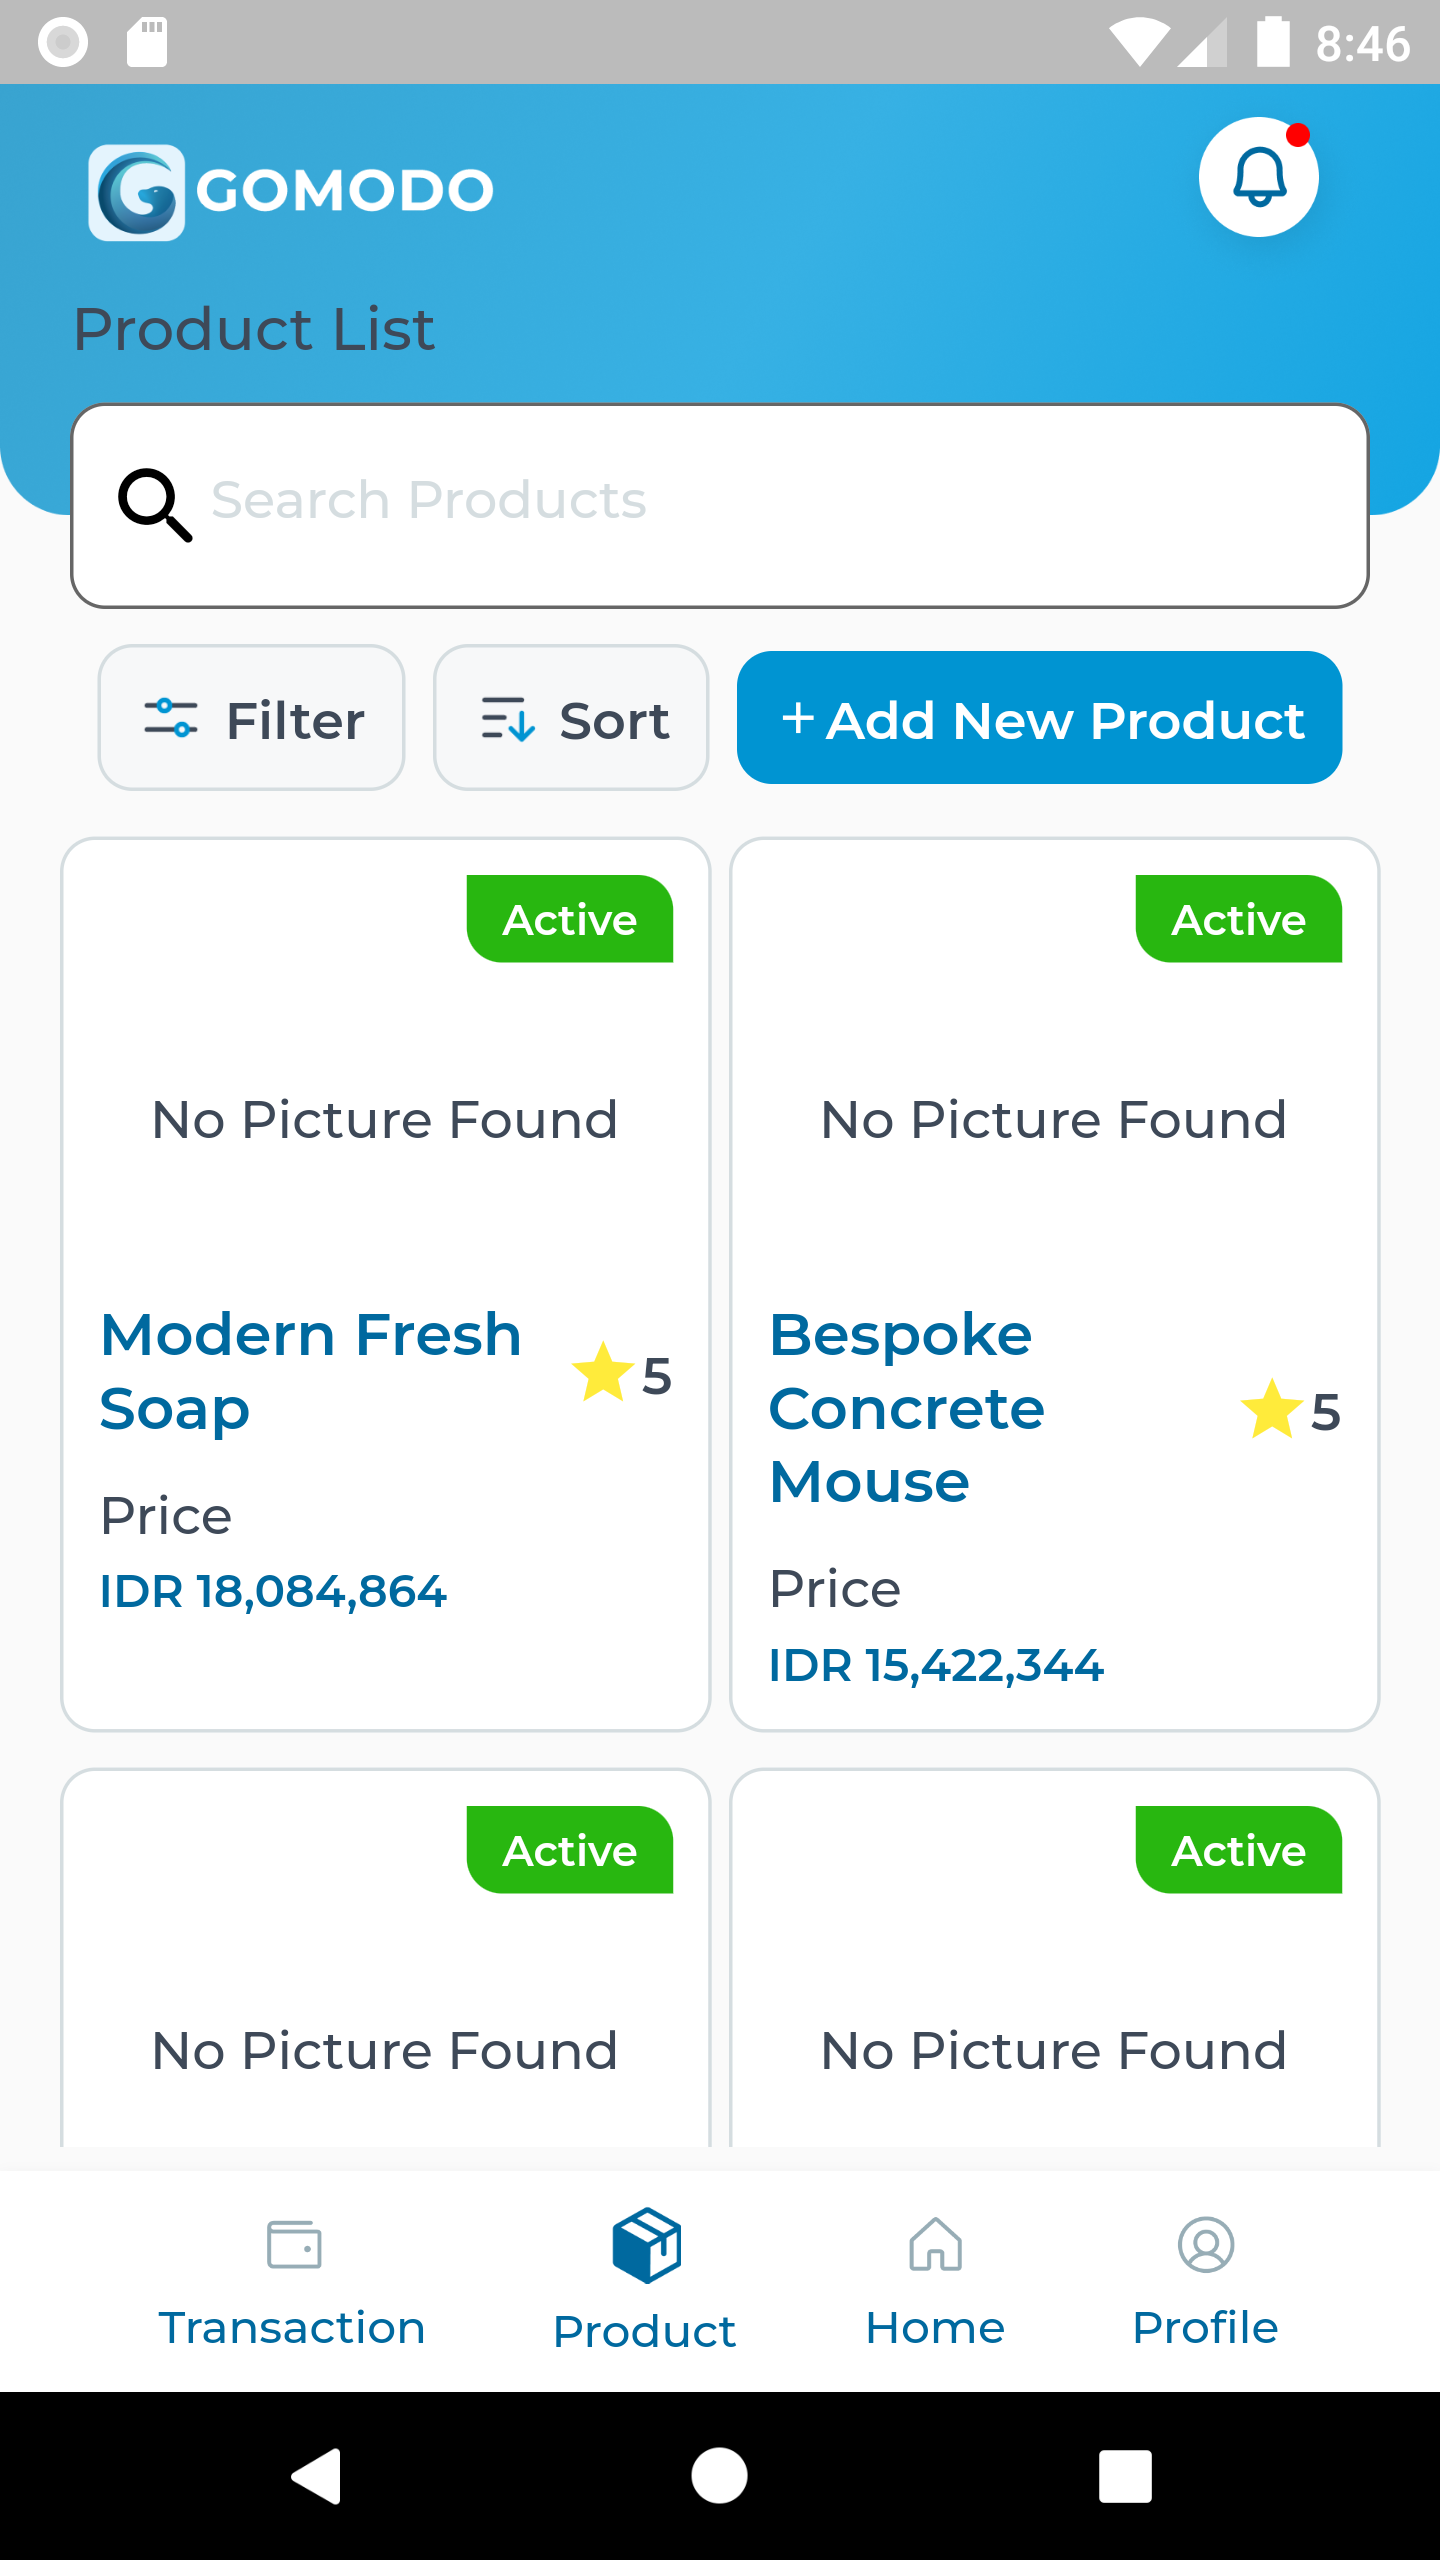 8:46
GOMODO
Product List
Search Products
Filter
Sort
+ Add New Product
Active
No Picture Found
Modern Fresh
Soap
5
Price
IDR 18,084,864
Active
No Picture Found
Bespoke
Concrete
Mouse
5
Price
IDR 15,422,344
Active
No Picture Found
Active
No Picture Found
Transaction
Product
Home
Profile